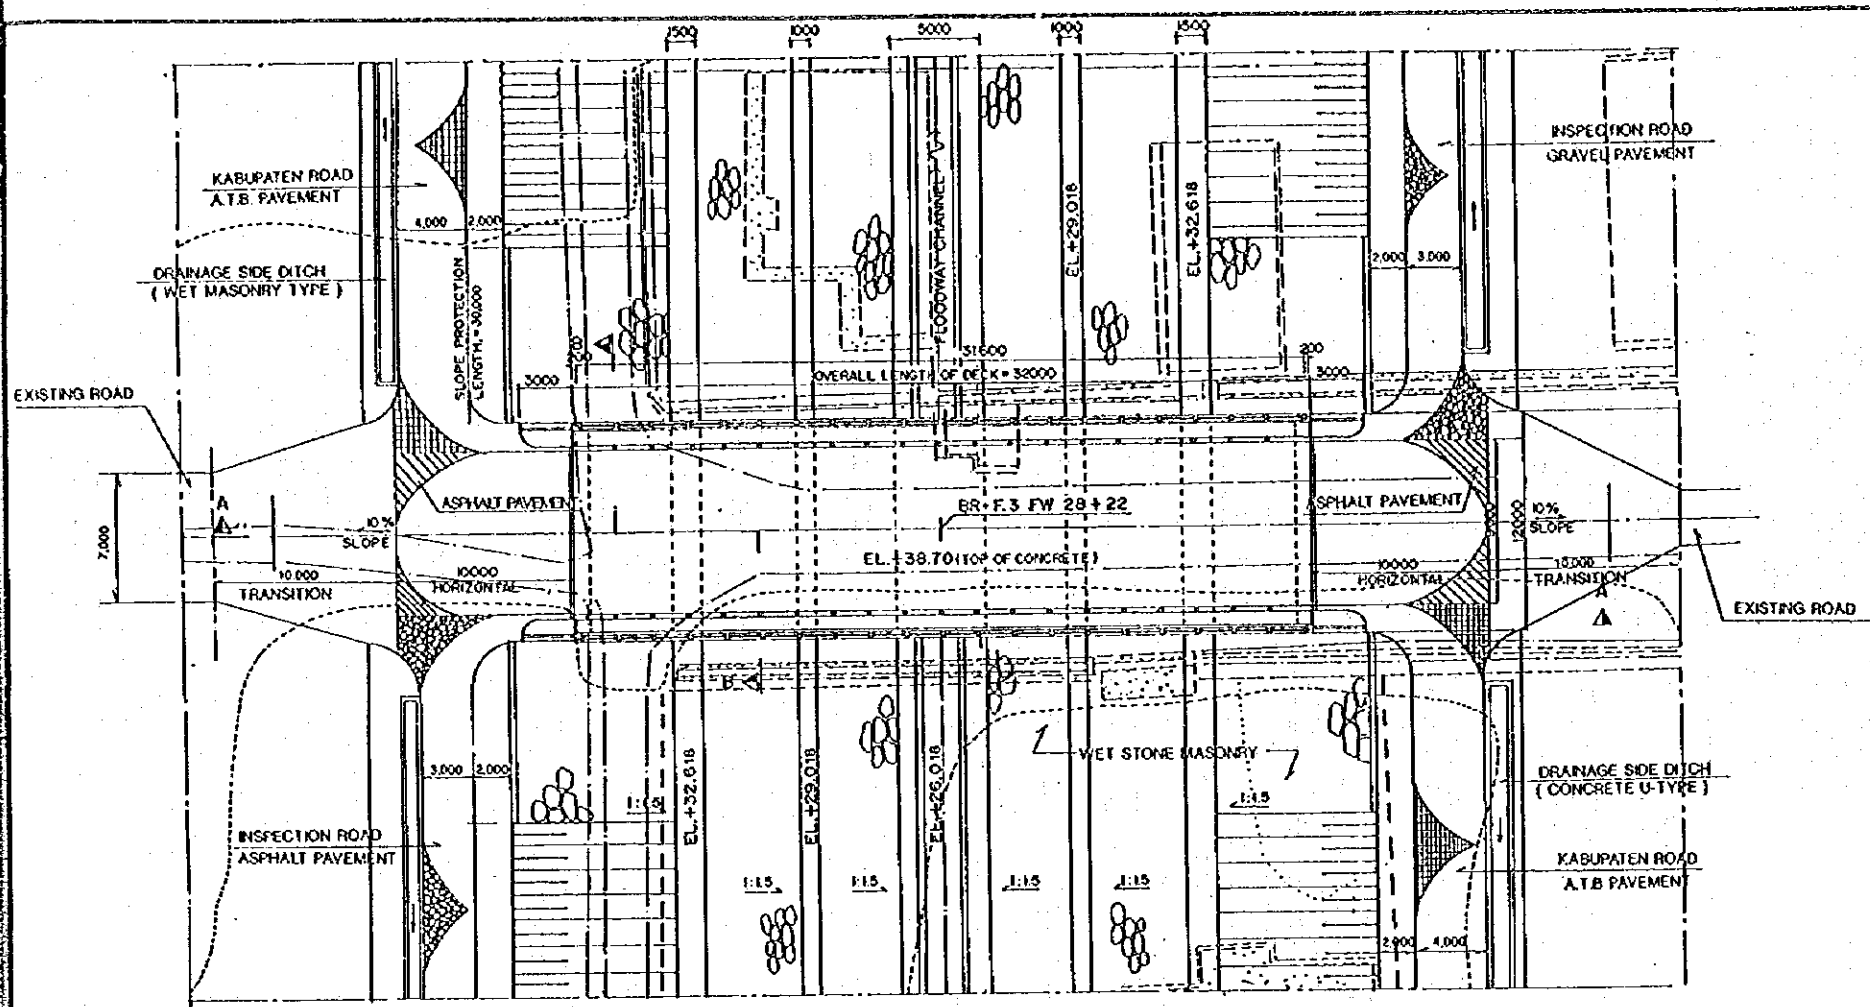 1500 1000 5000 1000 1500
INSPECTION ROAD
GRAVEL PAVEMENT
KABUPATEN ROAD
A.T.B. PAVEMENT
4,000 2,000
DRAINAGE SIDE DITCH
( WET MASONRY TYPE )
SLOPE PROTECTION
LENGTH = 30,000
FLOODWAY CHANNEL
EL.+29.018
EL.+32.618
2,000 3,000
31600
200
OVERALL LENGTH OF DECK = 32000
3000
3000
EXISTING ROAD
ASPHALT PAVEMENT
BR-F.3 FW 28+22
ASPHALT PAVEMENT
A
7,000
10%
SLOPE
EL.+38.70 (TOP OF CONCRETE)
12000
10%
SLOPE
10.000
TRANSITION
10000
HORIZONTAL
10000
HORIZONTAL
10,000
TRANSITION
A
EXISTING ROAD
B
WET STONE MASONRY
3,000 2,000
1:1.5
EL.+32.618
EL.+29.018
EL.+26.018
1:1.5
DRAINAGE SIDE DITCH
( CONCRETE U-TYPE )
INSPECTION ROAD
ASPHALT PAVEMENT
1:1.5
1:1.5
1:1.5
1:1.5
KABUPATEN ROAD
A.T.B PAVEMENT
2,000 4,000